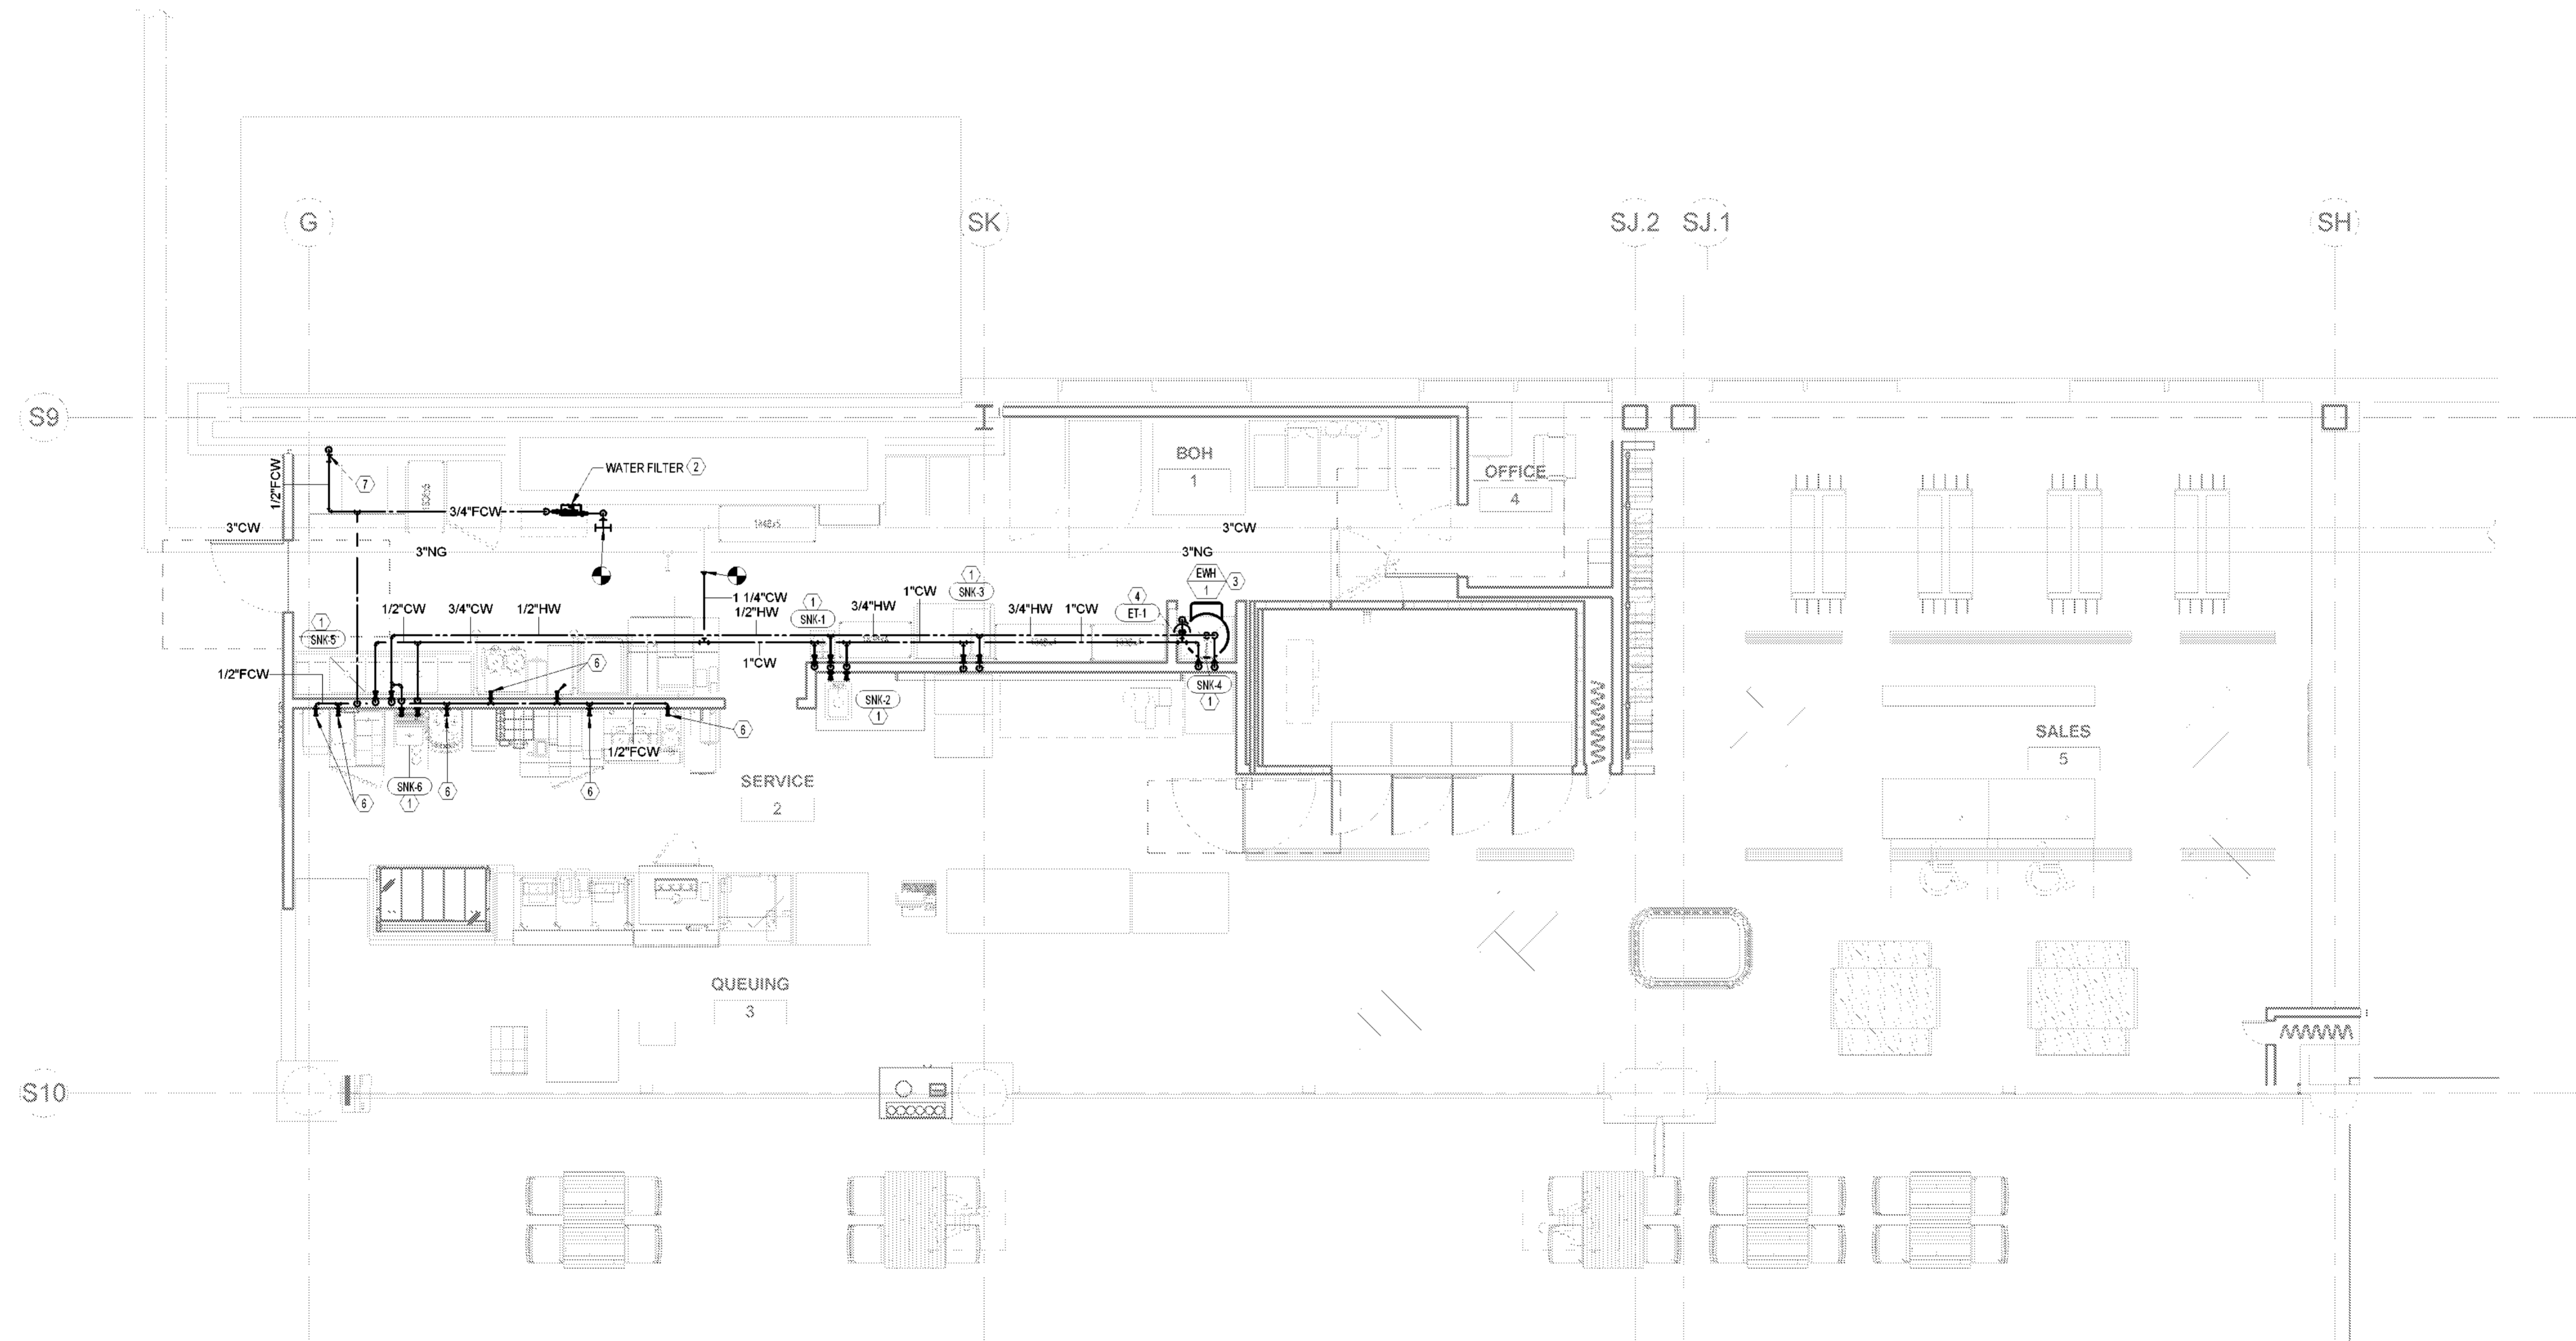 G
SK
SJ.2
SJ.1
SH
S9
BOH
1
WATER FILTER 2
OFFICE
4
1/2"FCW
7
3/4"FCW
3"CW
3"CW
3"NG
3"NG
EWH
1
3
1 1/4"CW
1/2"CW
3/4"CW
1/2"HW
1/2"HW
1
SNK-1
3/4"HW
1"CW
1
SNK-3
3/4"HW
1"CW
4
ET-1
1
SNK-5
1"CW
6
1/2"FCW
SNK-2
1
SNK-4
1
6
1/2"FCW
SALES
5
SERVICE
2
6
SNK-6
1
6
6
QUEUING
3
S10